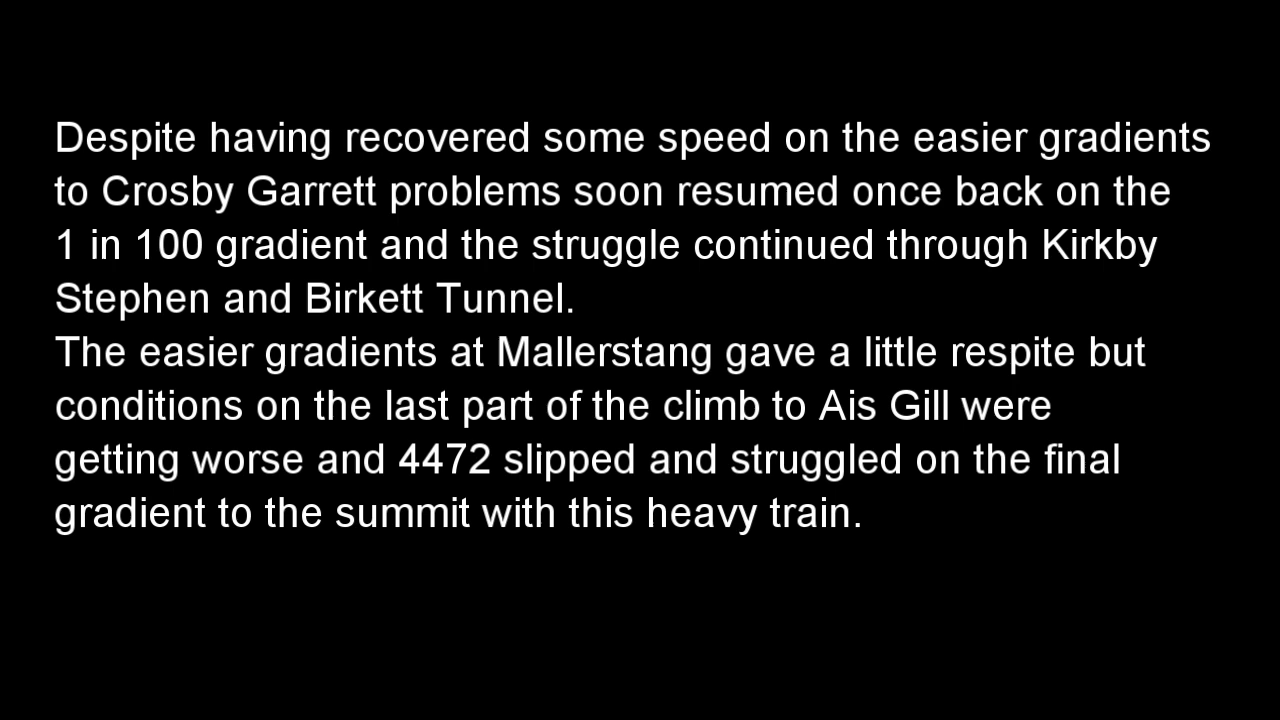 Despite having recovered some speed on the easier gradients
to Crosby Garrett problems soon resumed once back on the
1 in 100 gradient and the struggle continued through Kirkby
Stephen and Birkett Tunnel.
The easier gradients at Mallerstang gave a little respite but
conditions on the last part of the climb to Ais Gill were
getting worse and 4472 slipped and struggled on the final
gradient to the summit with this heavy train.